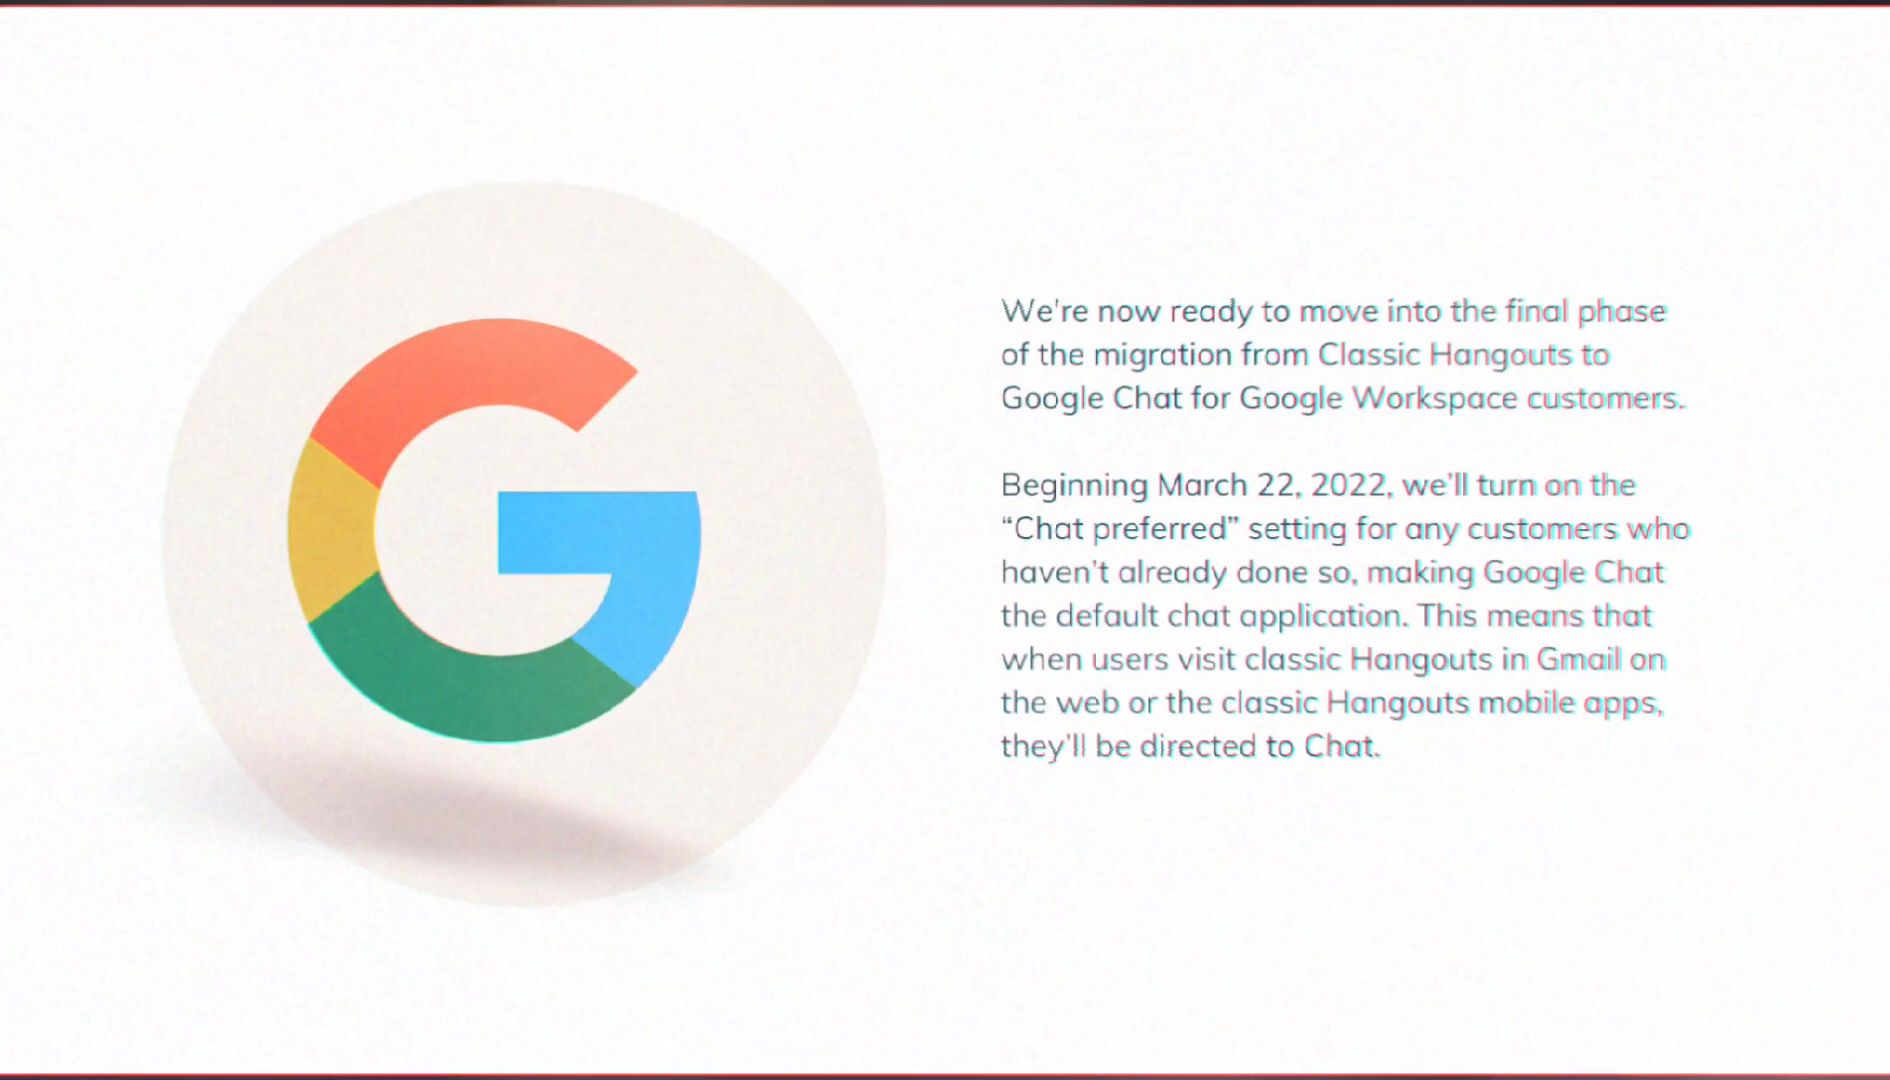 We're now ready to move into the final phase
of the migration from Classic Hangouts to
Google Chat for Google Workspace customers.
Beginning March 22, 2022, we'll turn on the
“Chat preferred” setting for any customers who
haven't already done so, making Google Chat
the default chat application. This means that
when users visit classic Hangouts in Gmail on
the web or the classic Hangouts mobile apps,
they'll be directed to Chat.